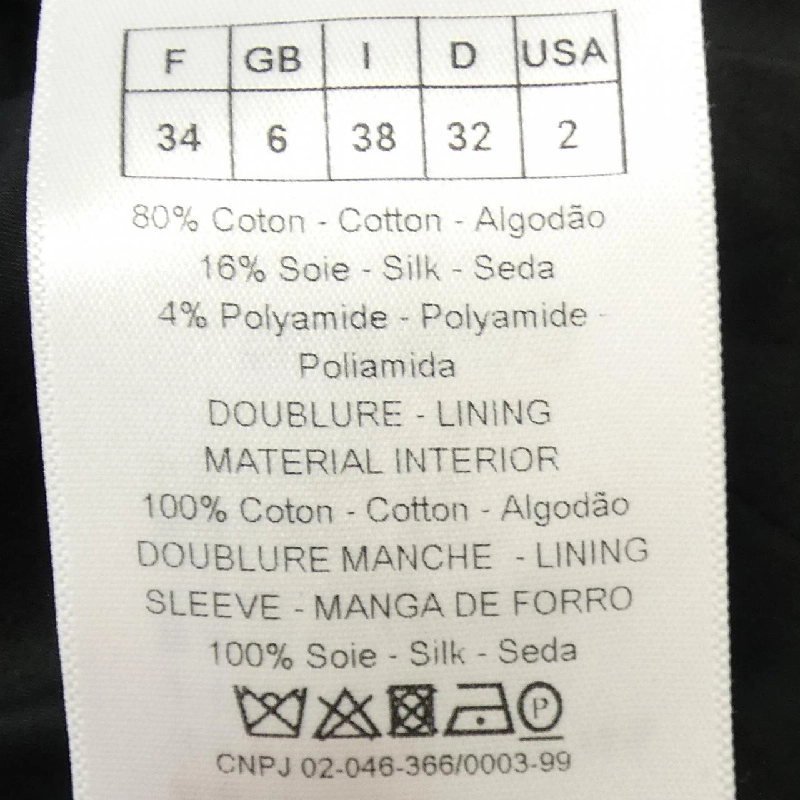 F GB I D USA
34 6 38 32 2
80% Coton - Cotton - Algodão
16% Soie - Silk - Seda
4% Polyamide - Polyamide -
Poliamida
DOUBLURE - LINING
MATERIAL INTERIOR
100% Coton - Cotton - Algodão
DOUBLURE MANCHE - LINING
SLEEVE - MANGA DE FORRO
100% Soie - Silk - Seda
P
CNPJ 02-046-366/0003-99